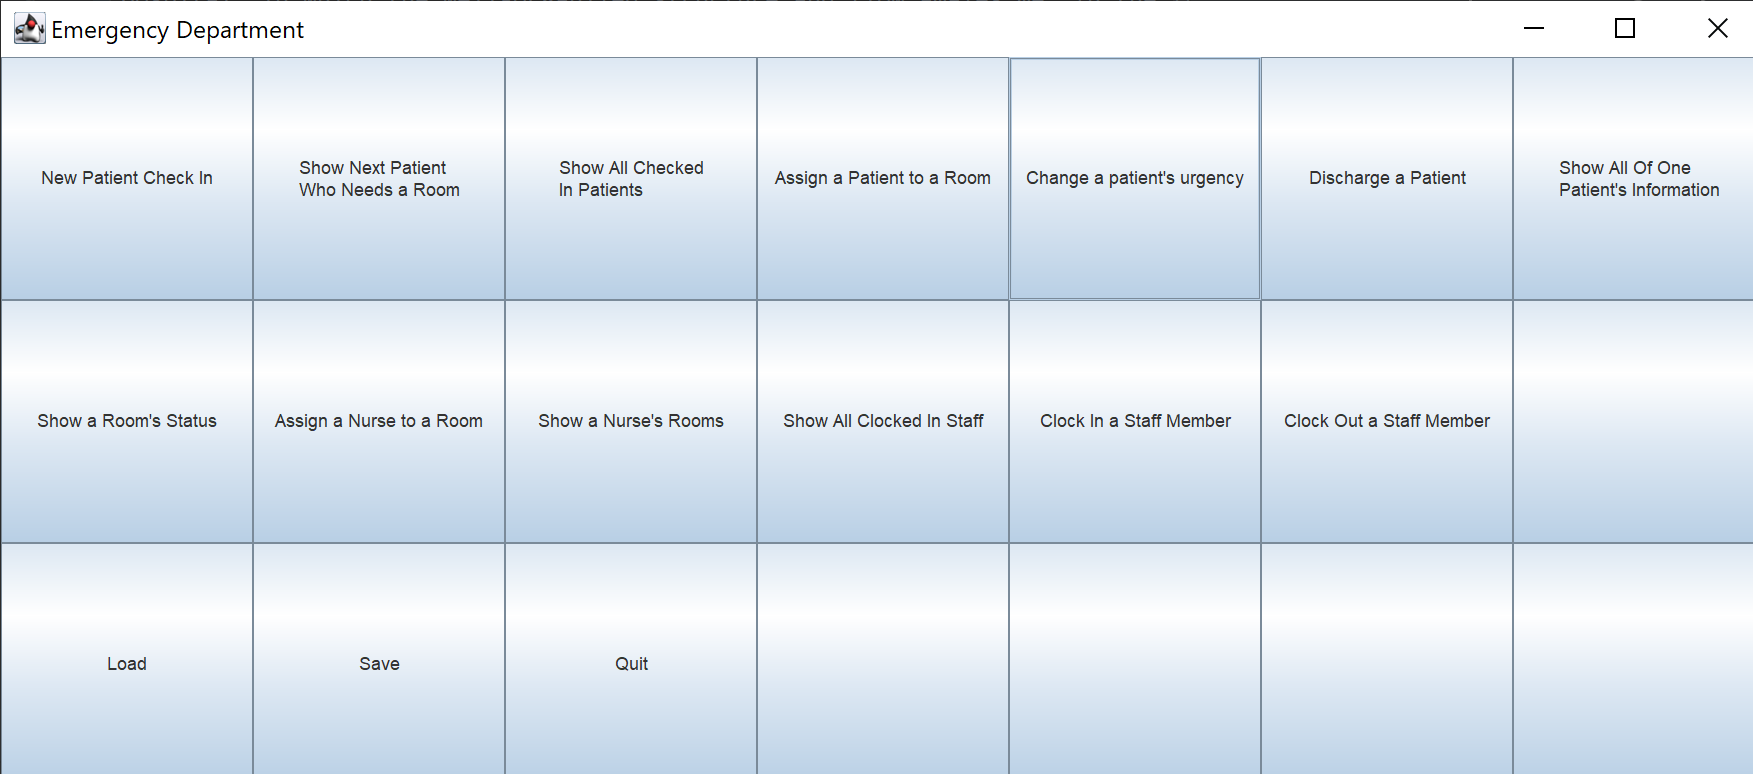 Emergency Department
New Patient Check In
Show Next Patient
Who Needs a Room
Show All Checked
In Patients
Assign a Patient to a Room
Change a patient's urgency
Discharge a Patient
Show All Of One
Patient's Information
Show a Room's Status
Assign a Nurse to a Room
Show a Nurse's Rooms
Show All Clocked In Staff
Clock In a Staff Member
Clock Out a Staff Member
Load
Save
Quit